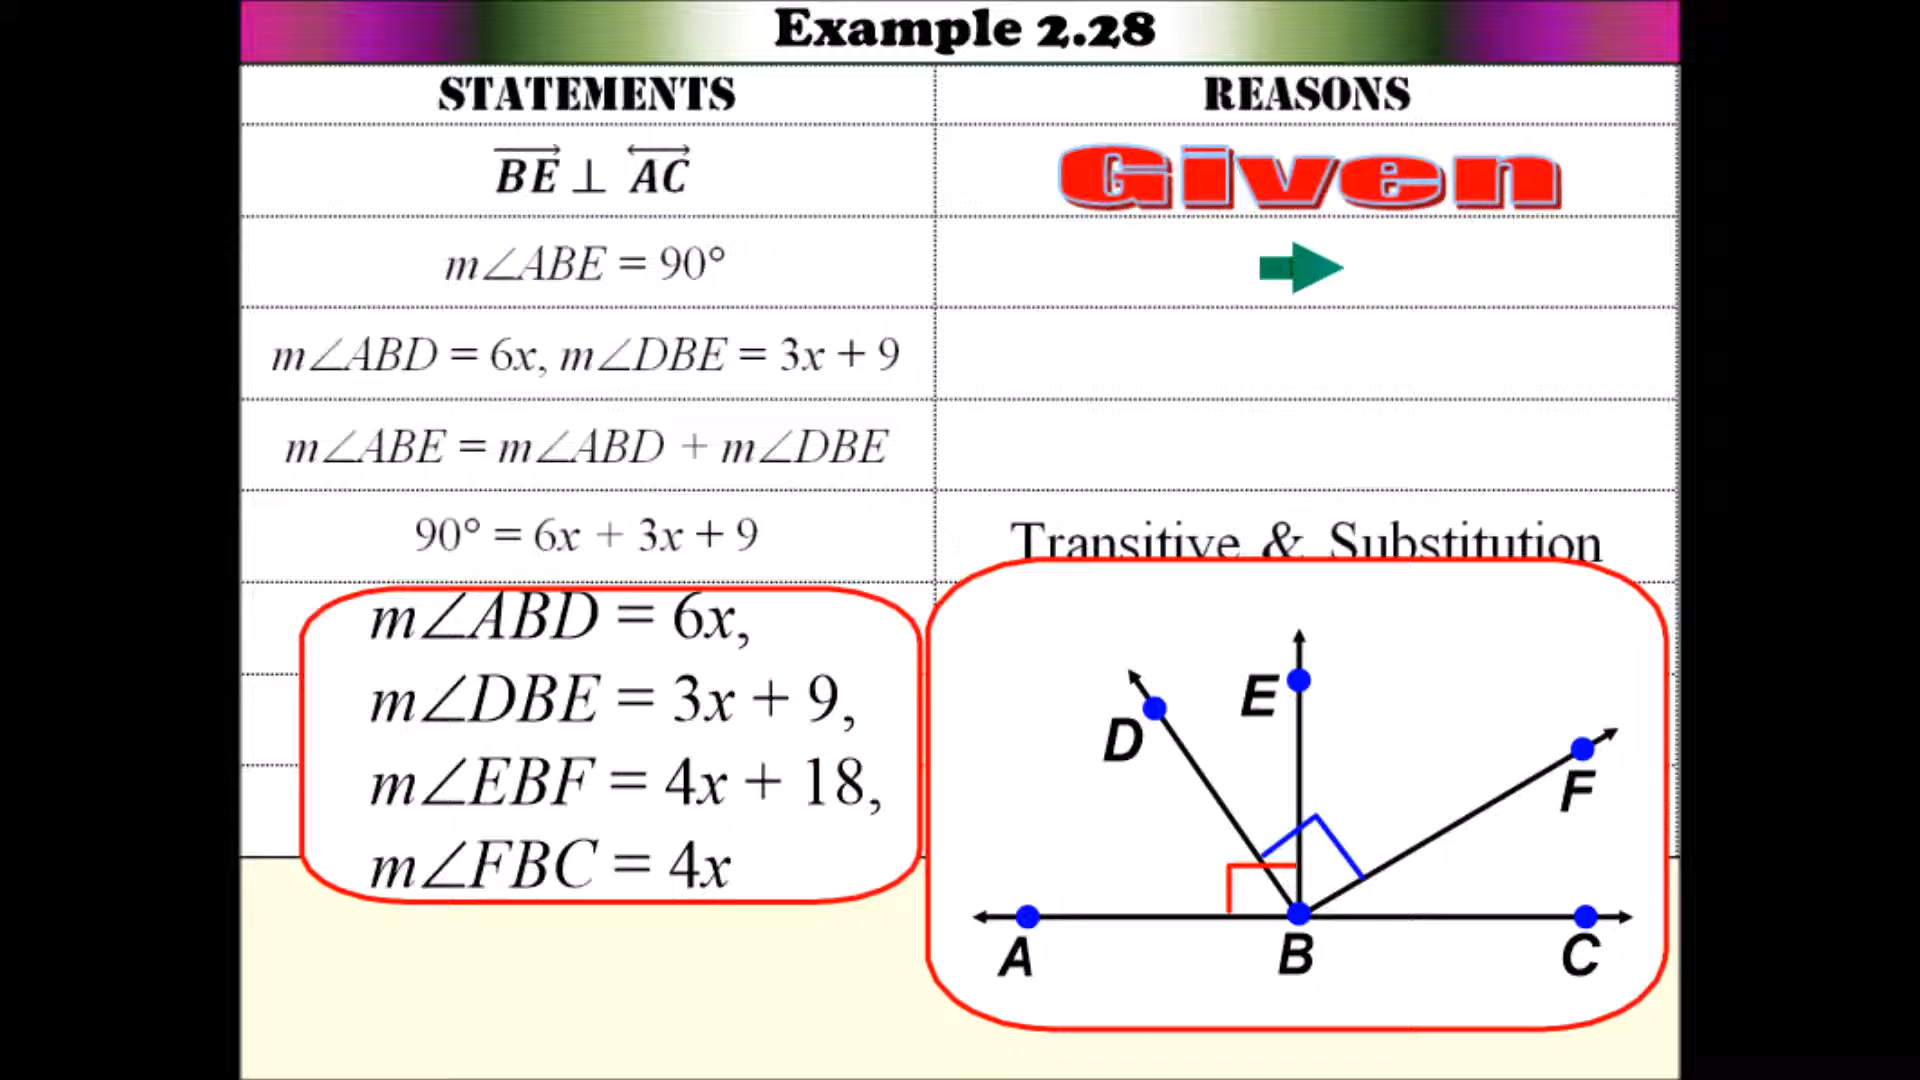 Example 2.28
STATEMENTS
REASONS
BE ⊥ AC
Given
m∠ABE = 90°
m∠ABD = 6x, m∠DBE = 3x + 9
m∠ABE = m∠ABD + m∠DBE
90° = 6x + 3x + 9
Transitive & Substitution
m∠ABD = 6x,
m∠DBE = 3x + 9,
m∠EBF = 4x + 18,
m∠FBC = 4x
E
D
F
A
B
C